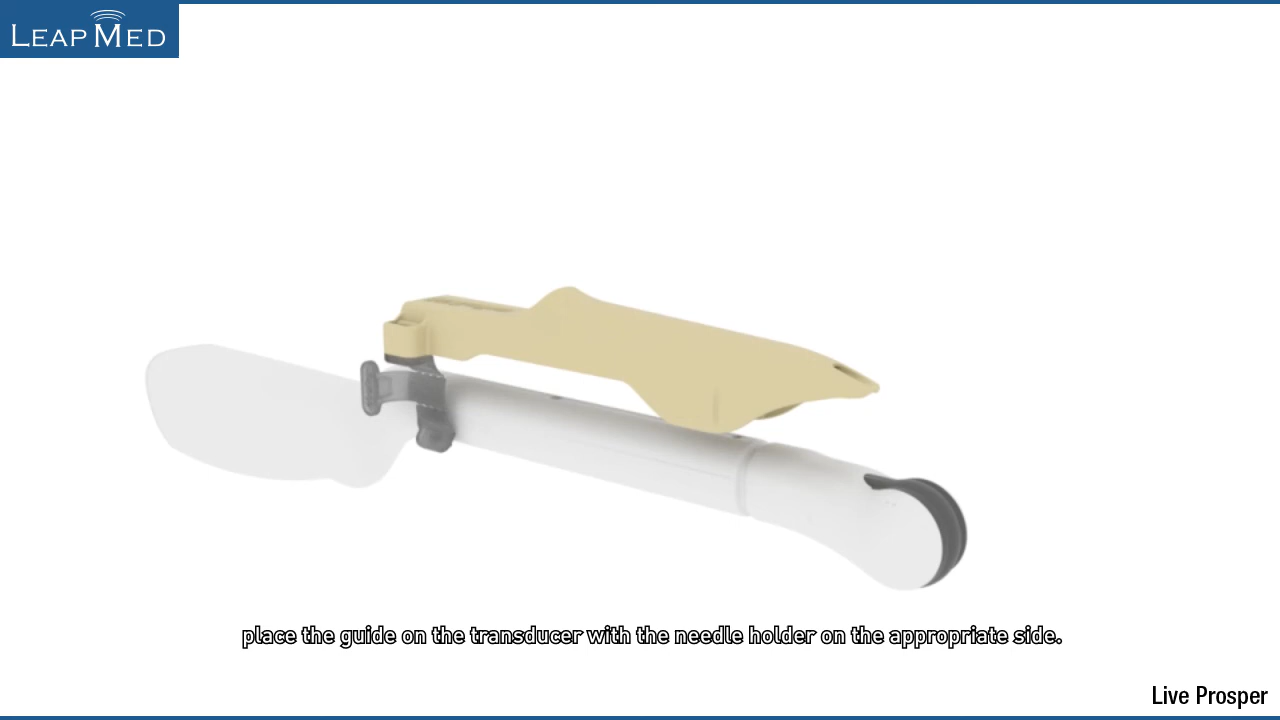 LEAPMED
place the guide on the transducer with the needle holder on the appropriate side.
Live Prosper